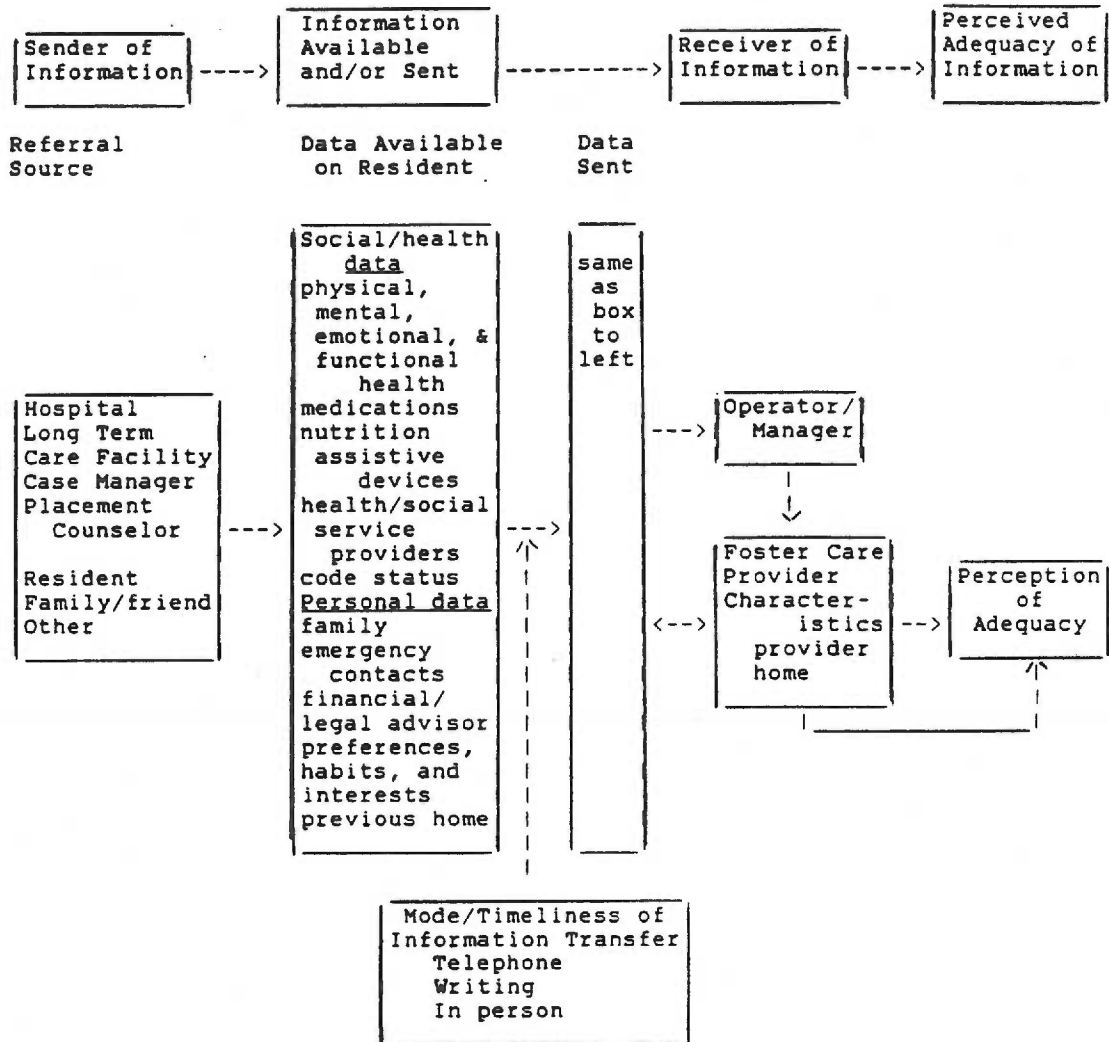 Sender of
Information
Information
Available
and/or Sent
Receiver of
Information
Perceived
Adequacy of
Information
Referral
Source
Data Available
on Resident
Data
Sent
Hospital
Long Term
Care Facility
Case Manager
Placement
Counselor
Resident
Family/friend
Other
Social/health
data
physical,
mental,
emotional, &
functional
health
medications
nutrition
assistive
devices
health/social
service
providers
code status
Personal data
family
emergency
contacts
financial/
legal advisor
preferences,
habits, and
interests
previous home
same
as
box
to
left
Operator/
Manager
Foster Care
Provider
Character-
istics
provider
home
Perception
of
Adequacy
Mode/Timeliness of
Information Transfer
Telephone
Writing
In person